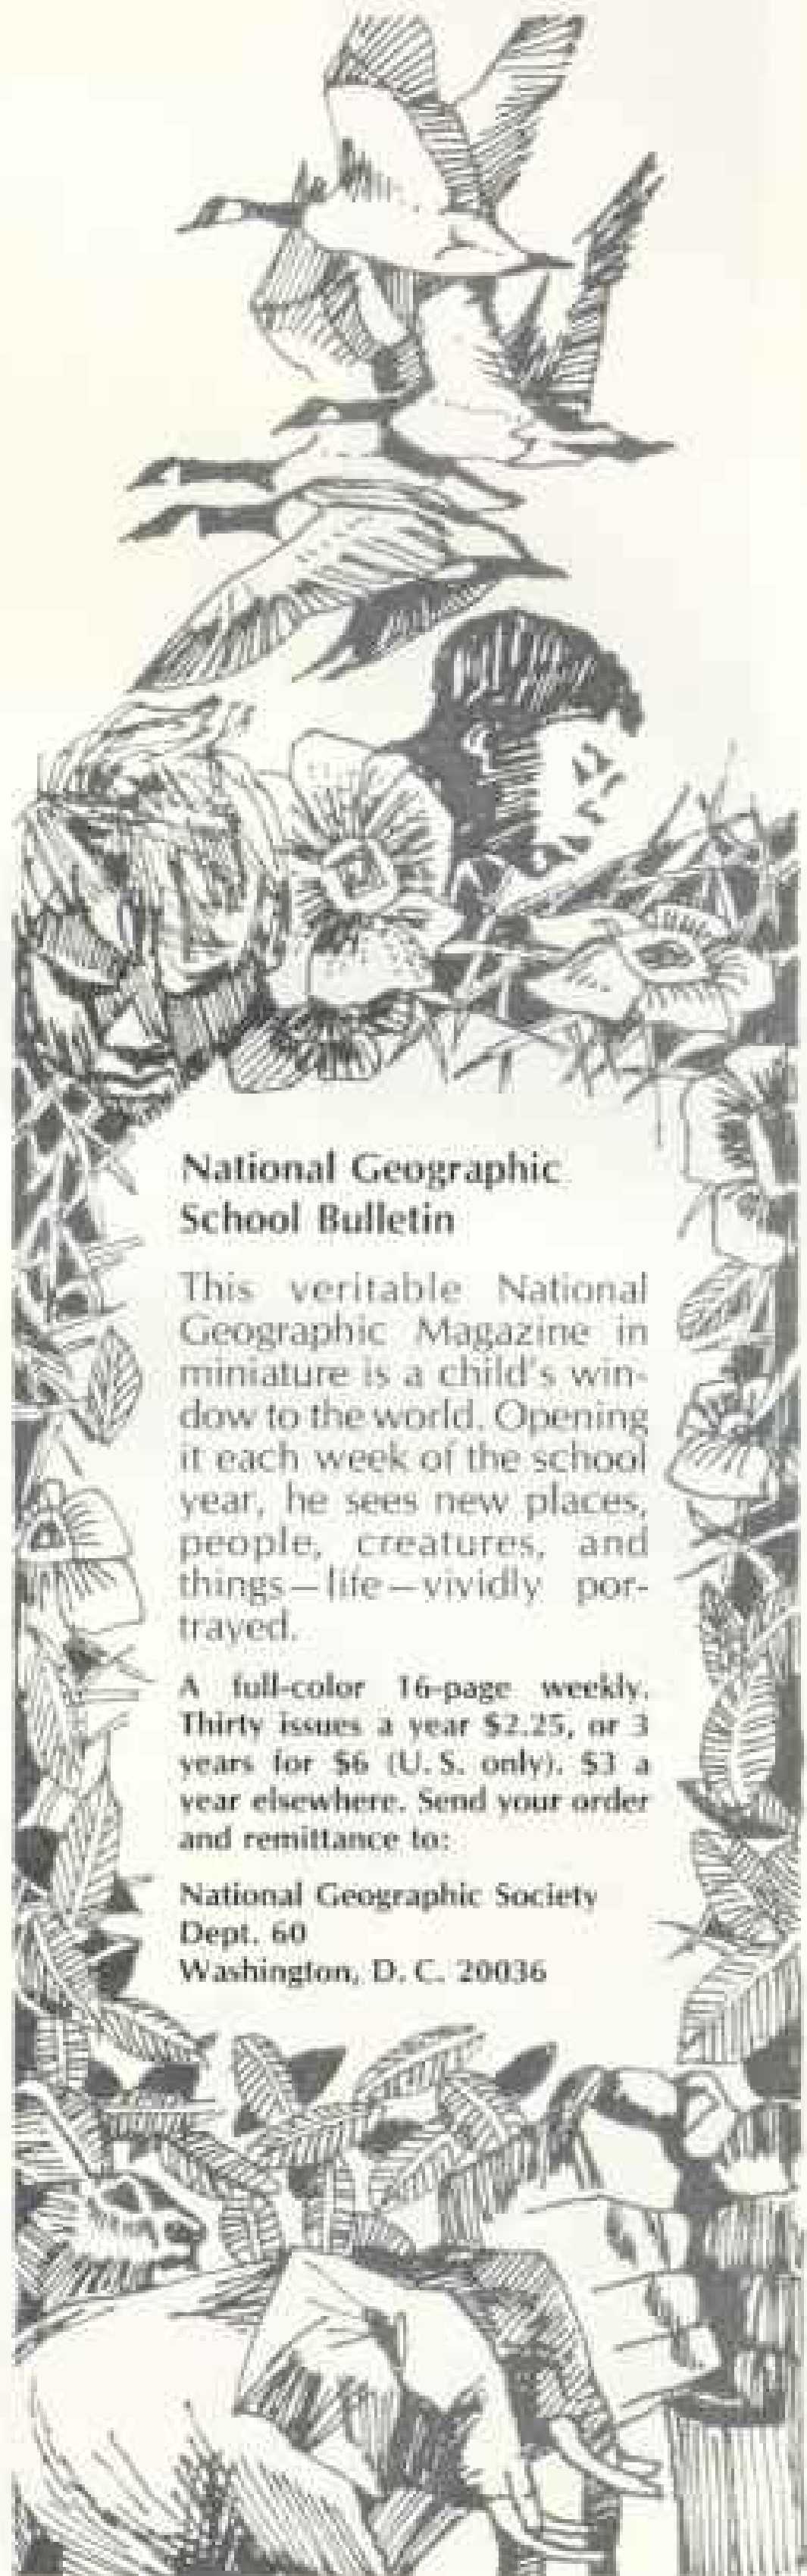 National Geographic
School Bulletin
This veritable National
Geographic Magazine in
miniature is a child's win-
dow to the world. Opening
it each week of the school
year, he sees new places,
people, creatures, and
things—life—vividly por-
trayed.
A full-color 16-page weekly.
Thirty issues a year $2.25, or 3
years for $6 (U. S. only). $3 a
year elsewhere. Send your order
and remittance to:
National Geographic Society
Dept. 60
Washington, D. C. 20036